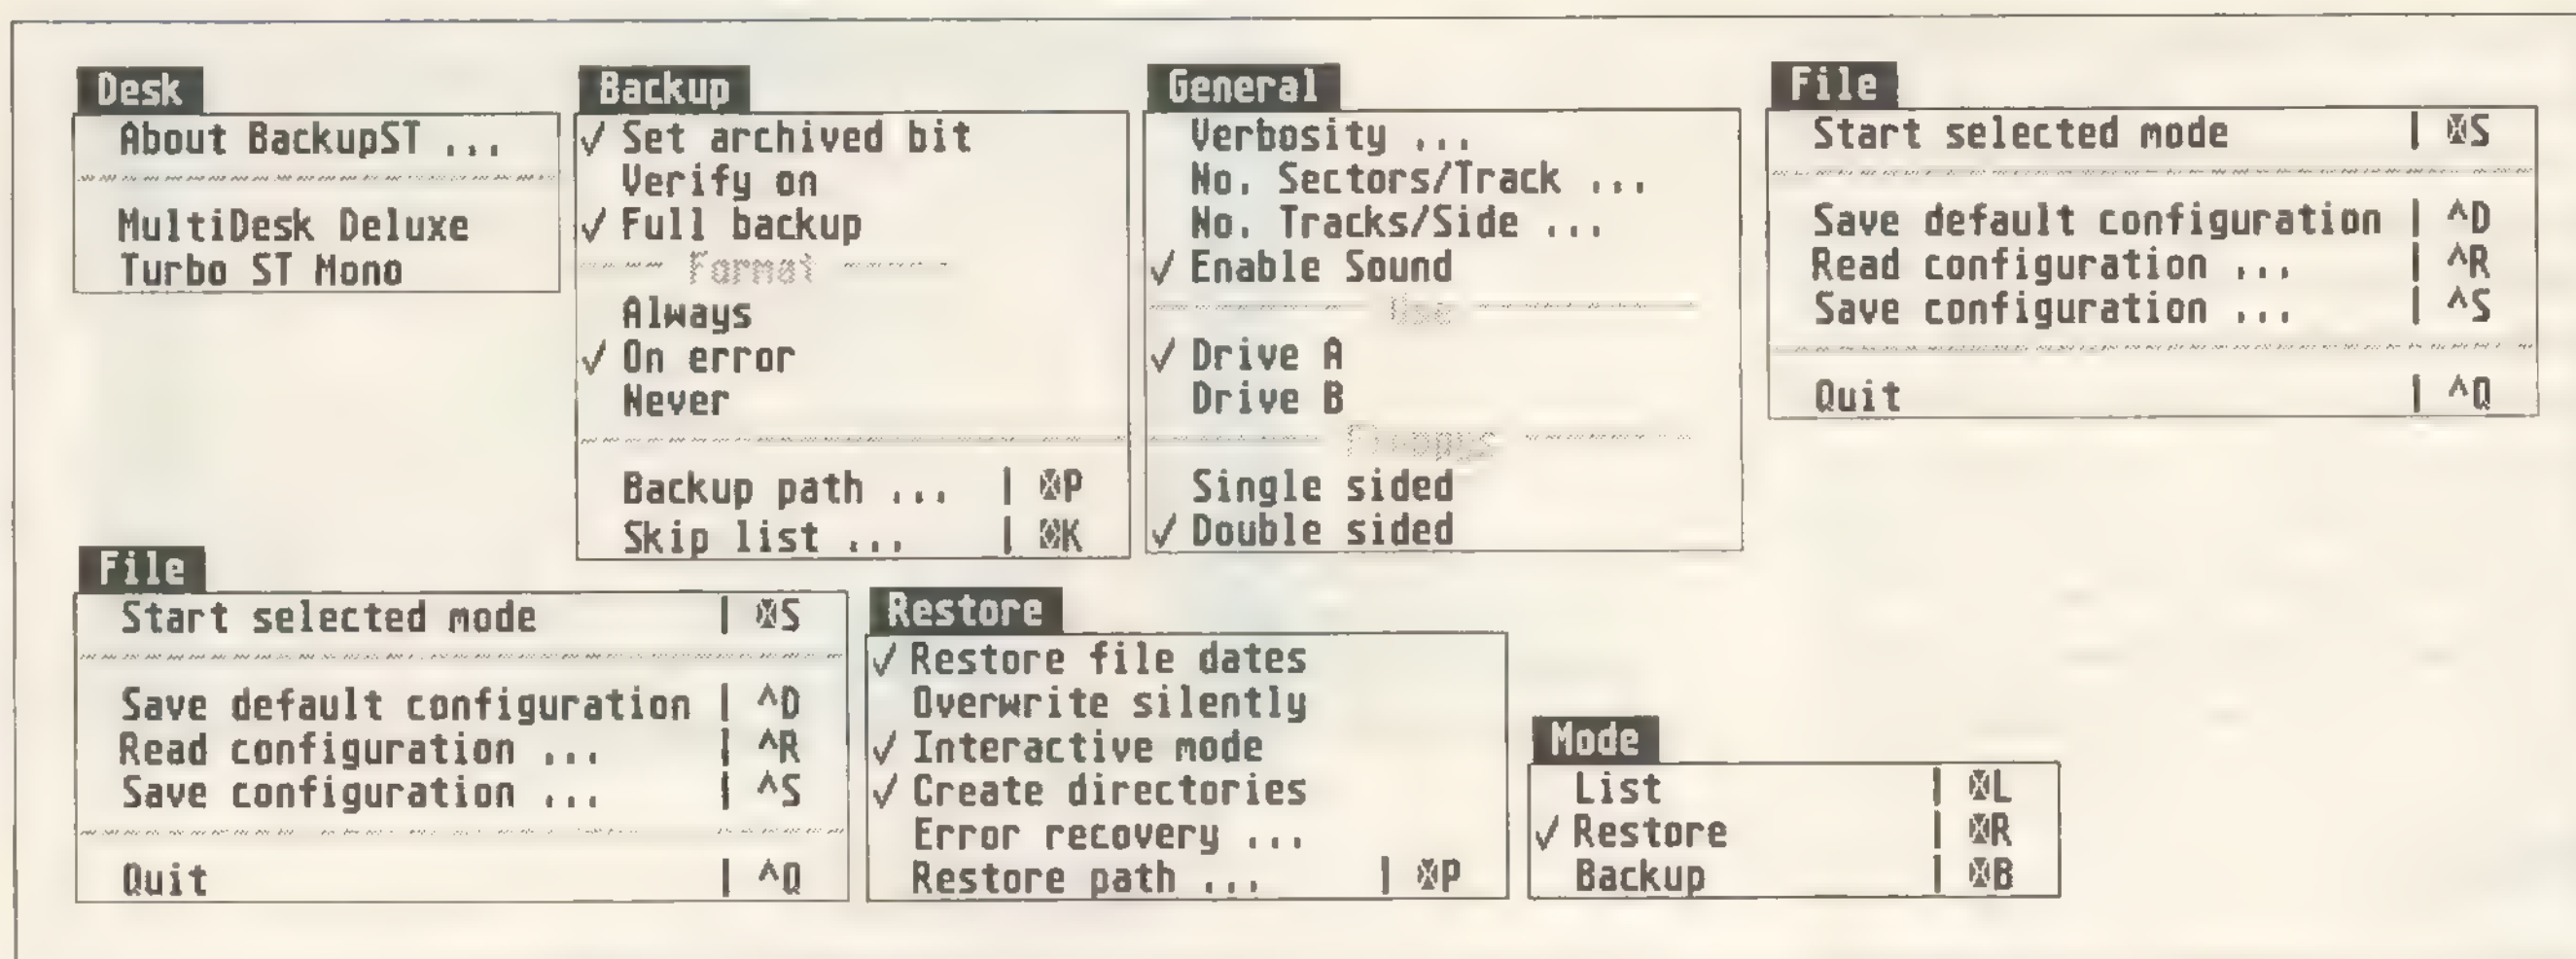 Desk
About BackupST ...
MultiDesk Deluxe
Turbo ST Mono
Backup
✓ Set archived bit
Verify on
✓ Full backup
Format
Always
✓ On error
Never
Backup path ... | P
Skip list ... | K
General
Verbosity ...
No. Sectors/Track ...
No. Tracks/Side ...
✓ Enable Sound
Use
✓ Drive A
Drive B
Single sided
✓ Double sided
File
Start selected mode | S
Save default configuration | ^D
Read configuration ... | ^R
Save configuration ... | ^S
Quit | ^Q
File
Start selected mode | S
Save default configuration | ^D
Read configuration ... | ^R
Save configuration ... | ^S
Quit | ^Q
Restore
✓ Restore file dates
Overwrite silently
✓ Interactive mode
✓ Create directories
Error recovery ...
Restore path ... | P
Mode
List | L
✓ Restore | R
Backup | B